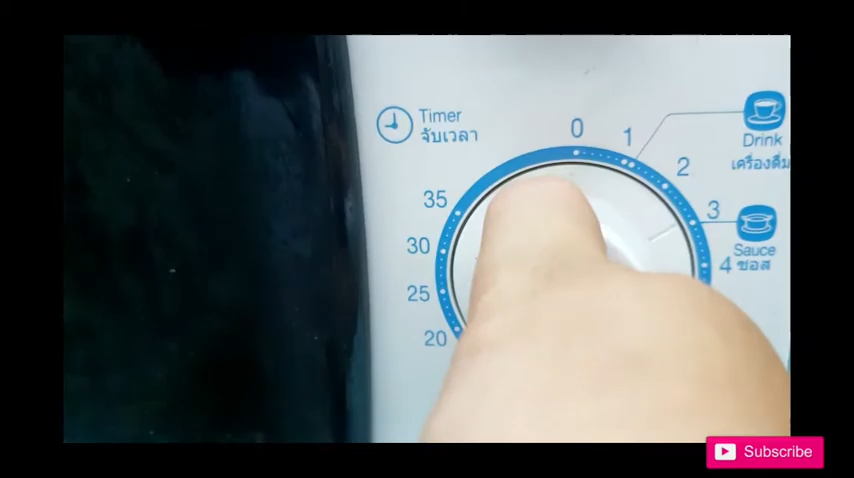 Timer
จับเวลา
0
1
Drink
เครื่องดื่ม
2
35
3
30
Sauce
4 ซอส
25
20
Subscribe